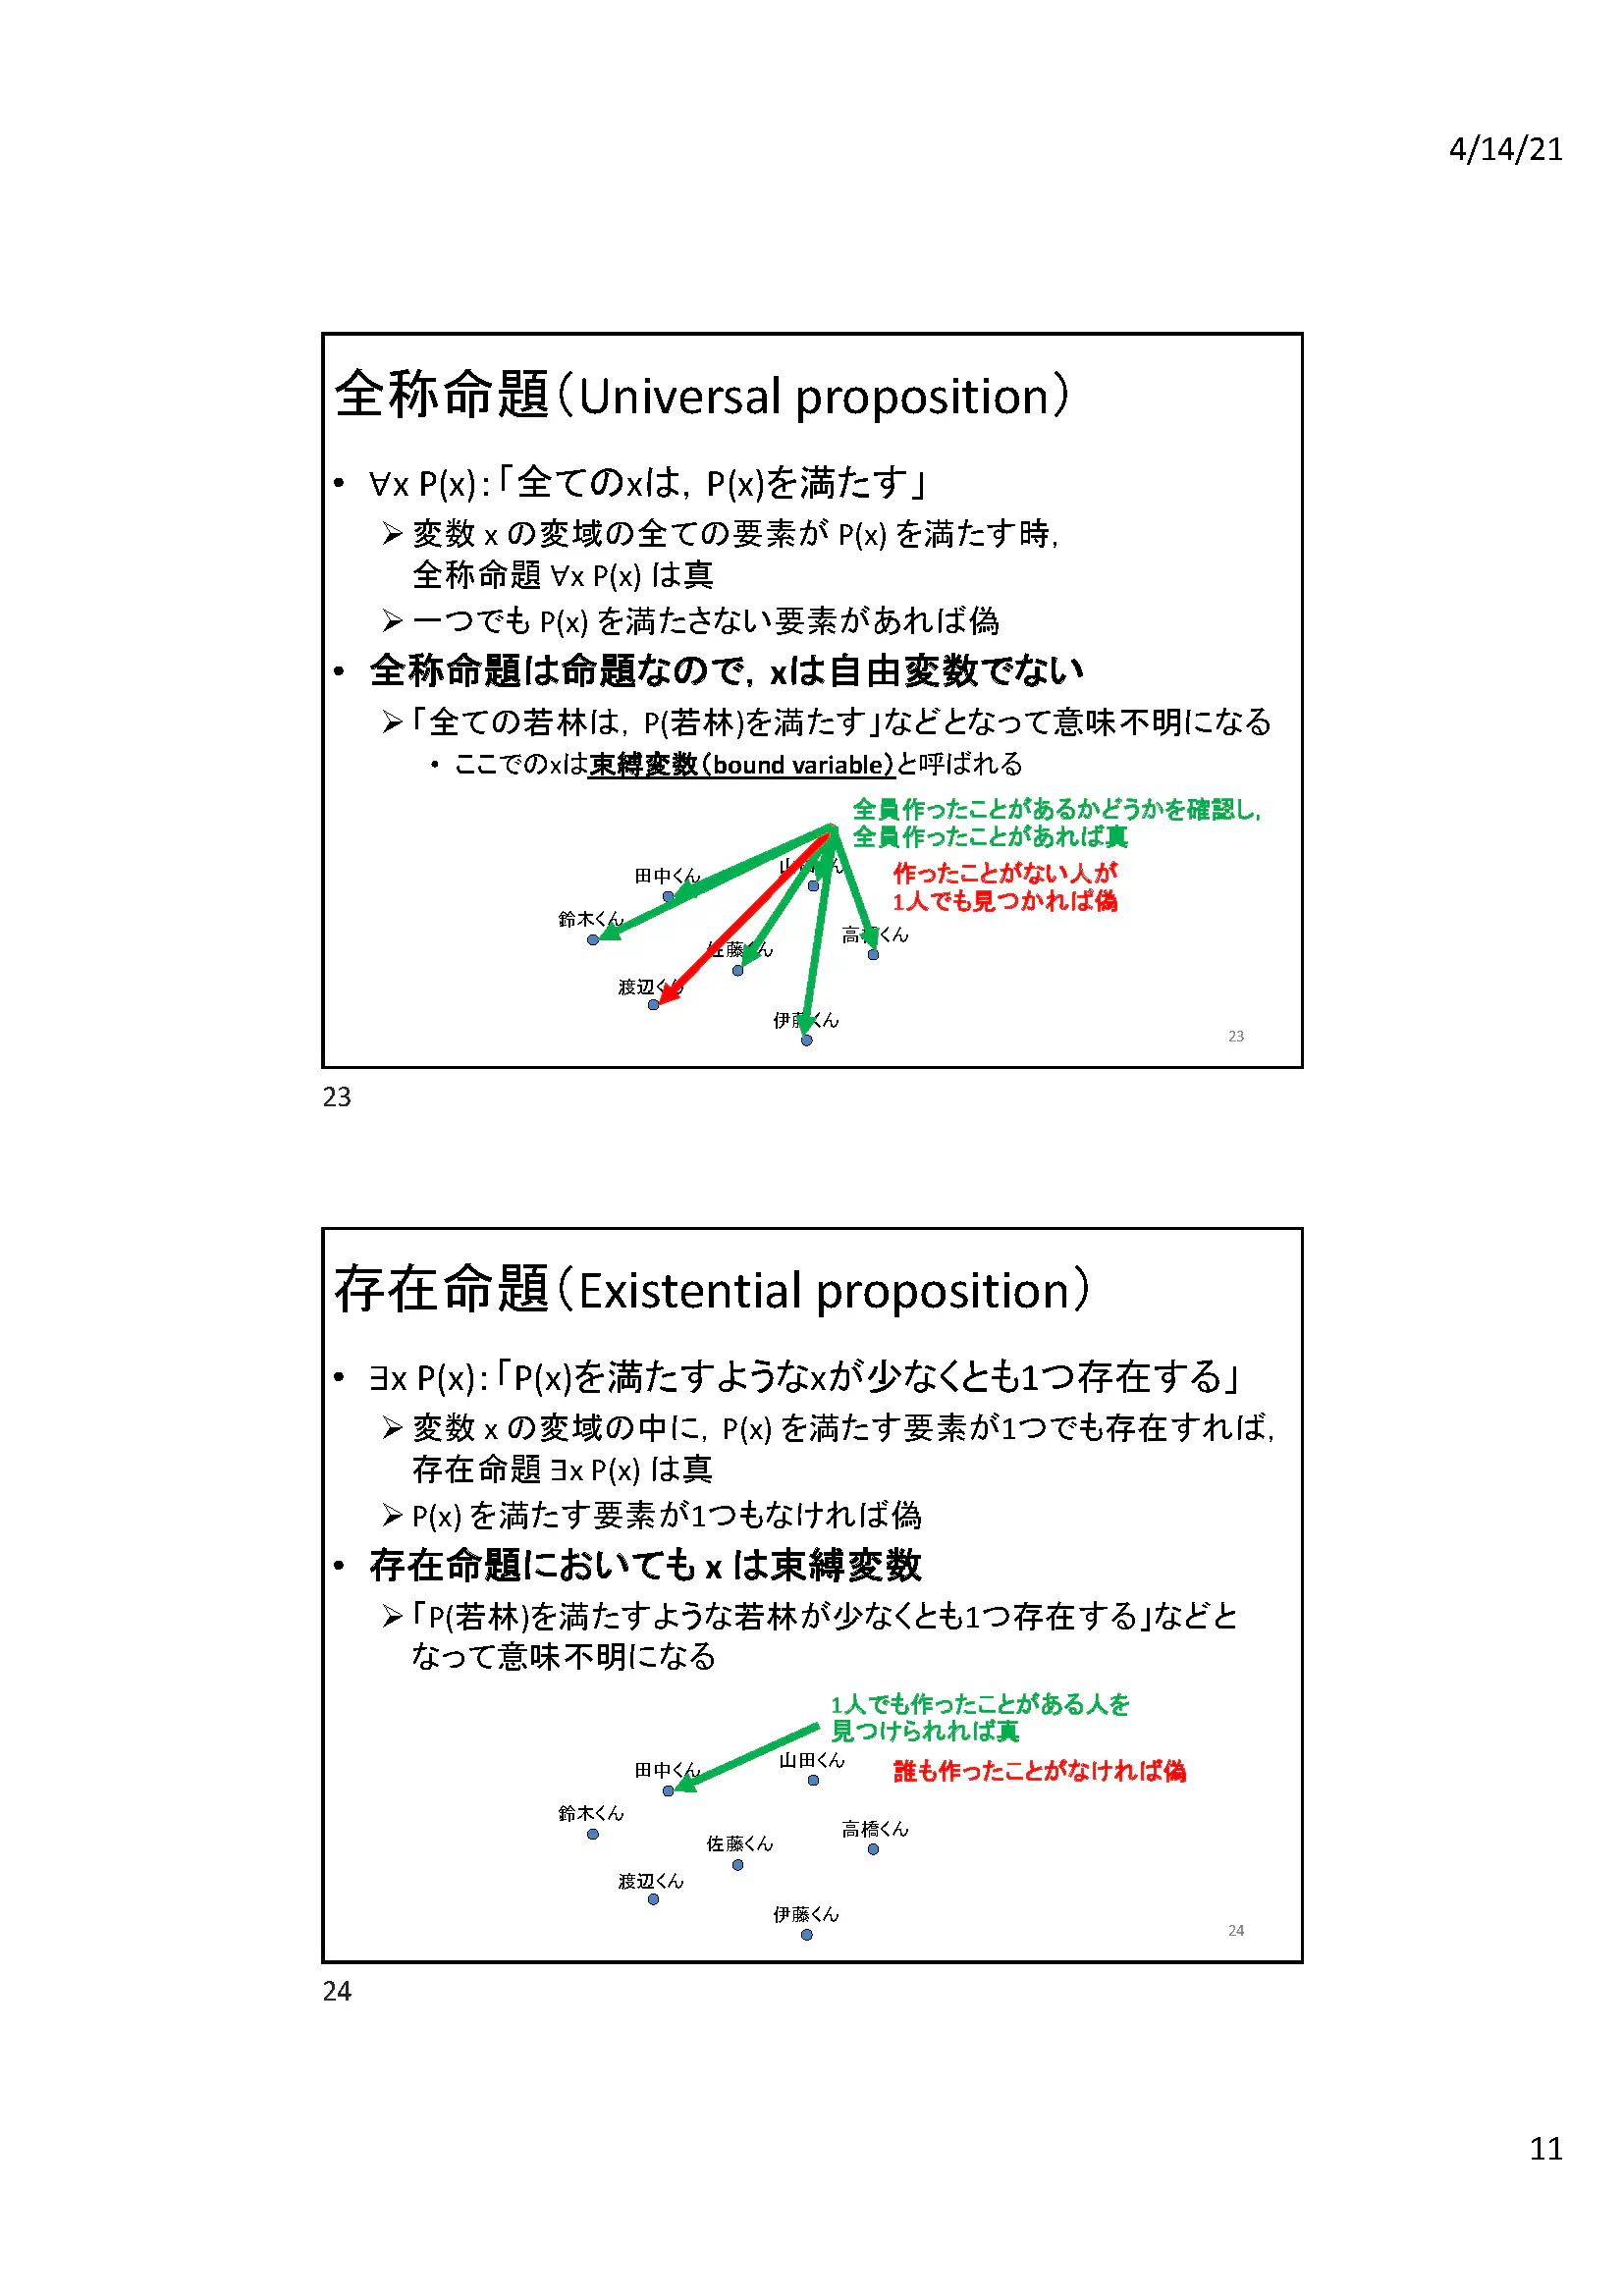 4/14/21
全称命題（Universal proposition）
• ∀x P(x)：「全てのxは，P(x)を満たす」
➢ 変数 x の変域の全ての要素が P(x) を満たす時，
全称命題 ∀x P(x) は真
➢ 一つでも P(x) を満たさない要素があれば偽
• 全称命題は命題なので，xは自由変数でない
➢ 「全ての若林は，P(若林)を満たす」などとなって意味不明になる
• ここでのxは束縛変数（bound variable）と呼ばれる
全員作ったことがあるかどうかを確認し，
全員作ったことがあれば真
作ったことがない人が
1人でも見つかれば偽
田中くん
山田くん
鈴木くん
佐藤くん
高橋くん
渡辺くん
伊藤くん
23
23
存在命題（Existential proposition）
• ∃x P(x)：「P(x)を満たすようなxが少なくとも1つ存在する」
➢ 変数 x の変域の中に，P(x) を満たす要素が1つでも存在すれば，
存在命題 ∃x P(x) は真
➢ P(x) を満たす要素が1つもなければ偽
• 存在命題においても x は束縛変数
➢ 「P(若林)を満たすような若林が少なくとも1つ存在する」などと
なって意味不明になる
1人でも作ったことがある人を
見つけられれば真
誰も作ったことがなければ偽
田中くん
山田くん
鈴木くん
佐藤くん
高橋くん
渡辺くん
伊藤くん
24
24
11